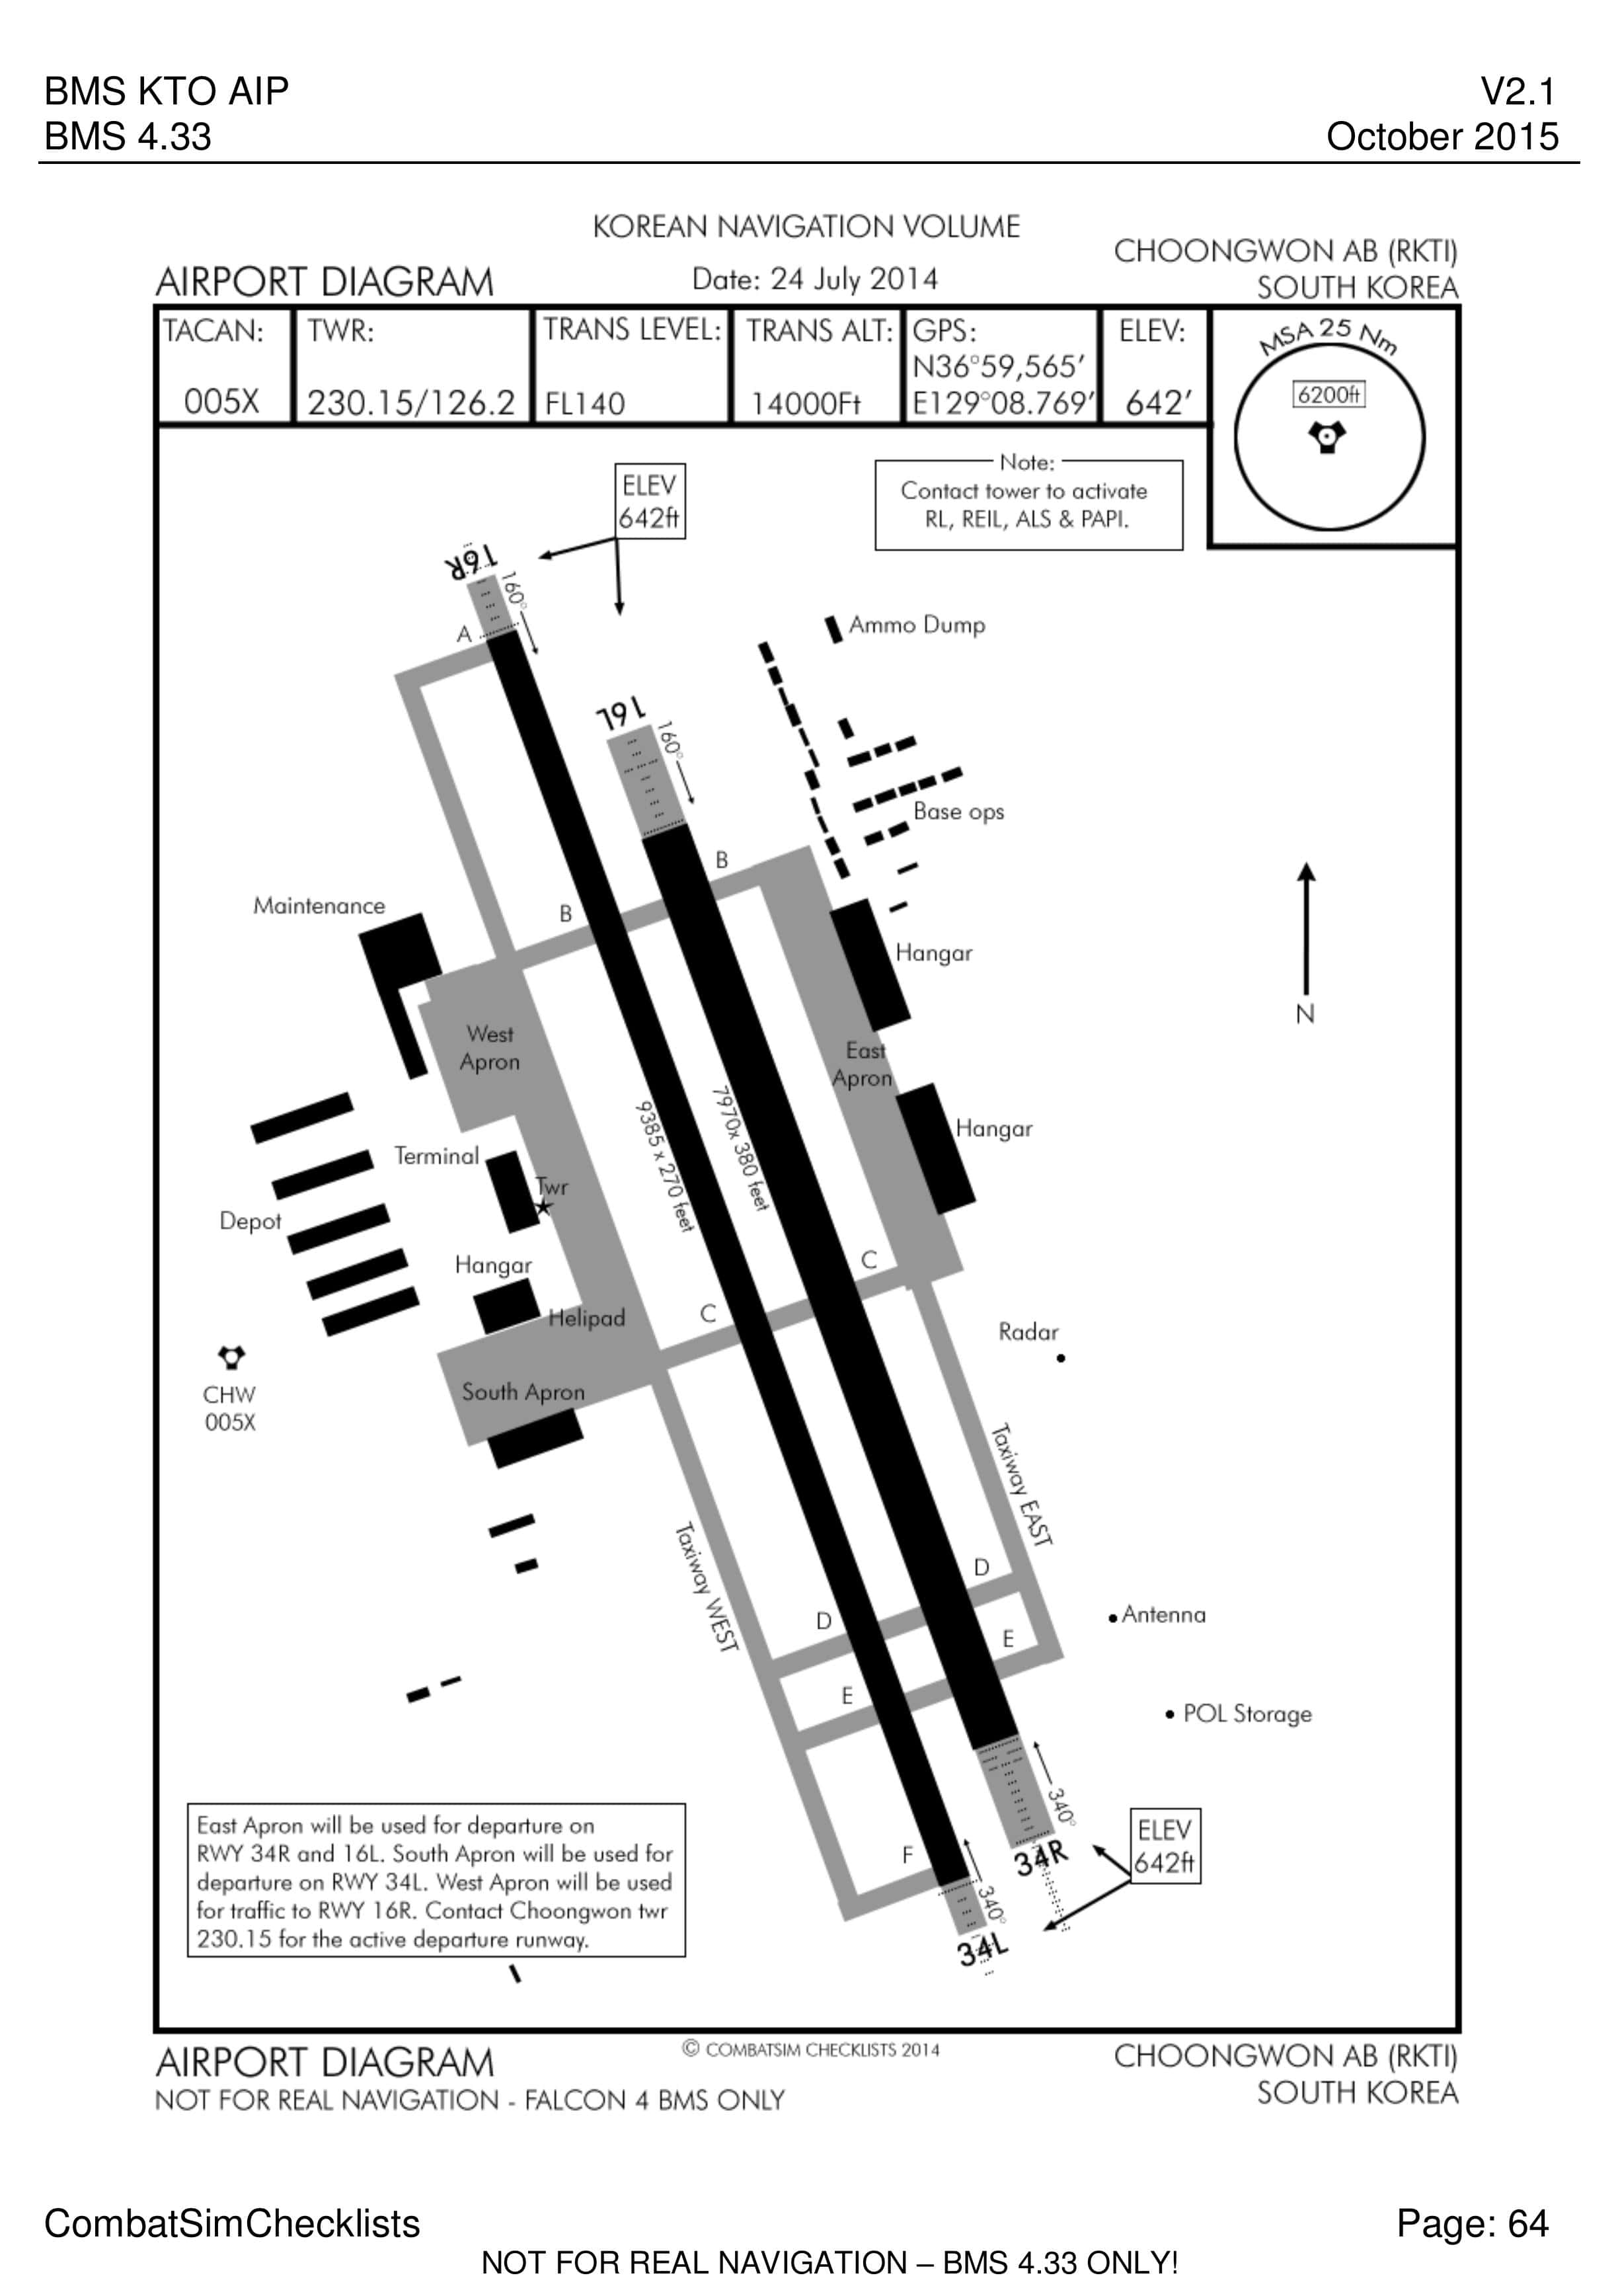 BMS KTO AIP
V2.1
BMS 4.33
October 2015
KOREAN NAVIGATION VOLUME
CHOONGWON AB (RKTI)
AIRPORT DIAGRAM
Date: 24 July 2014
SOUTH KOREA
TACAN:
005X
TWR:
230.15/126.2
TRANS LEVEL:
FL140
TRANS ALT:
14000Ft
GPS:
N36°59,565'
E129°08.769'
ELEV:
642'
MSA 25 Nm
6200ft
ELEV
642ft
Note:
Contact tower to activate
RL, REIL, ALS & PAPI.
16R
160°
A
Ammo Dump
16L
160°
Base ops
B
B
Maintenance
Hangar
N
West
Apron
East
Apron
9385 x 270 feet
7970x 380 feet
Hangar
Terminal
Twr
Depot
Hangar
C
C
Helipad
Radar
CHW
005X
South Apron
Taxiway EAST
Taxiway WEST
D
D
Antenna
E
E
POL Storage
East Apron will be used for departure on
RWY 34R and 16L. South Apron will be used for
departure on RWY 34L. West Apron will be used
for traffic to RWY 16R. Contact Choongwon twr
230.15 for the active departure runway.
F
340°
34R
ELEV
642ft
340°
34L
AIRPORT DIAGRAM
© COMBATSIM CHECKLISTS 2014
CHOONGWON AB (RKTI)
NOT FOR REAL NAVIGATION - FALCON 4 BMS ONLY
SOUTH KOREA
CombatSimChecklists
Page: 64
NOT FOR REAL NAVIGATION – BMS 4.33 ONLY!